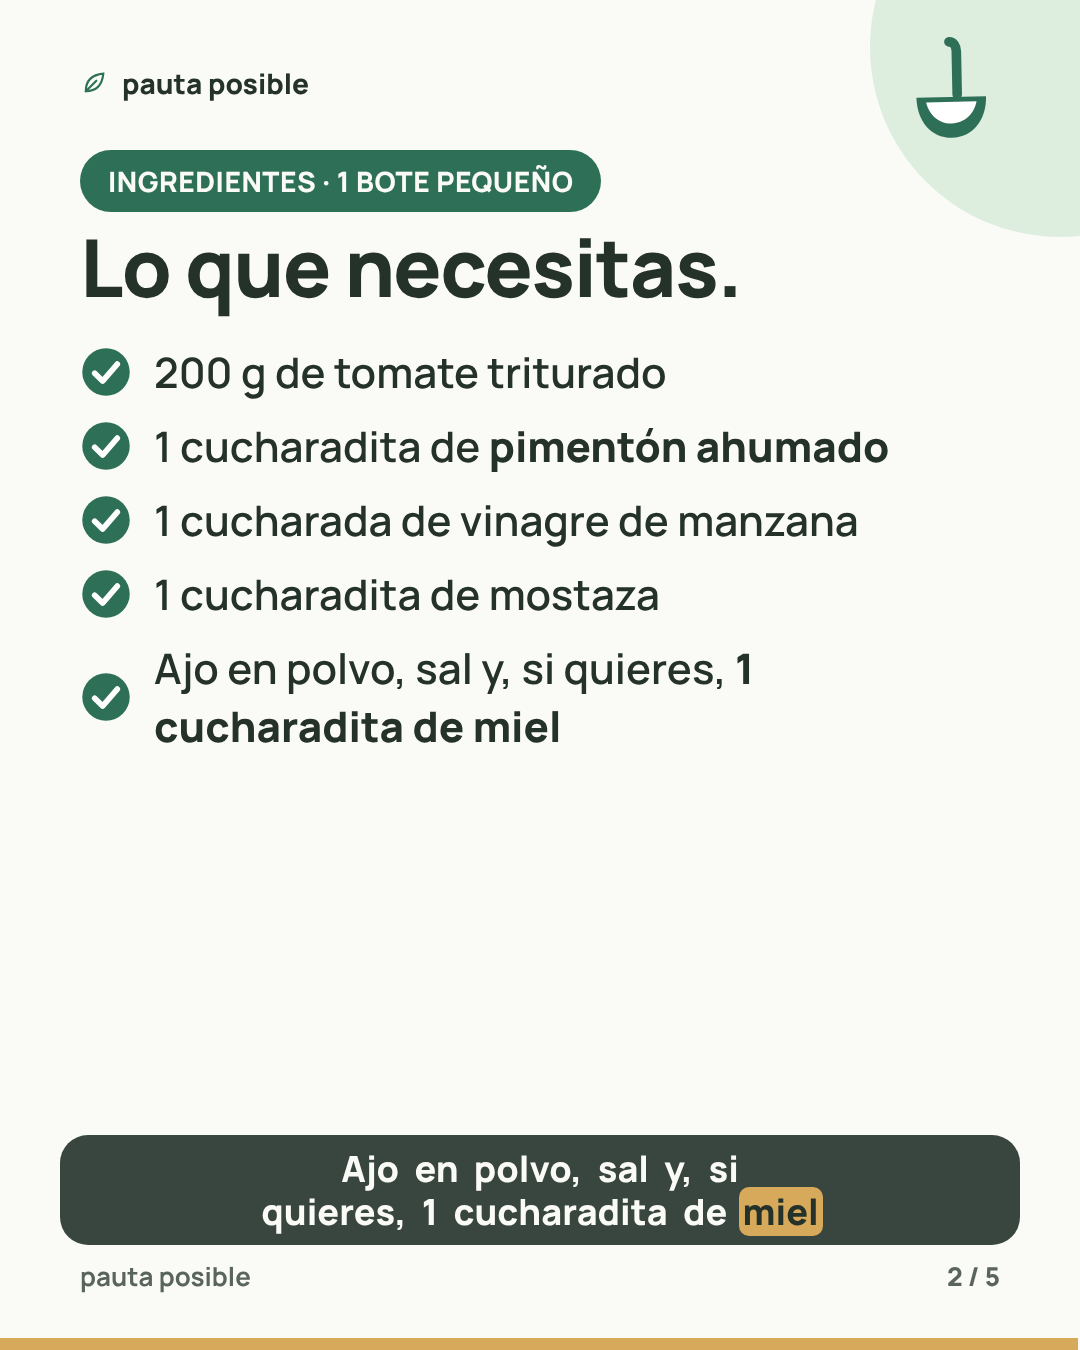 pauta posible
INGREDIENTES · 1 BOTE PEQUEÑO
Lo que necesitas.
200 g de tomate triturado
1 cucharadita de pimentón ahumado
1 cucharada de vinagre de manzana
1 cucharadita de mostaza
Ajo en polvo, sal y, si quieres, 1
cucharadita de miel
Ajo en polvo, sal y, si
quieres, 1 cucharadita de miel
pauta posible
2 / 5